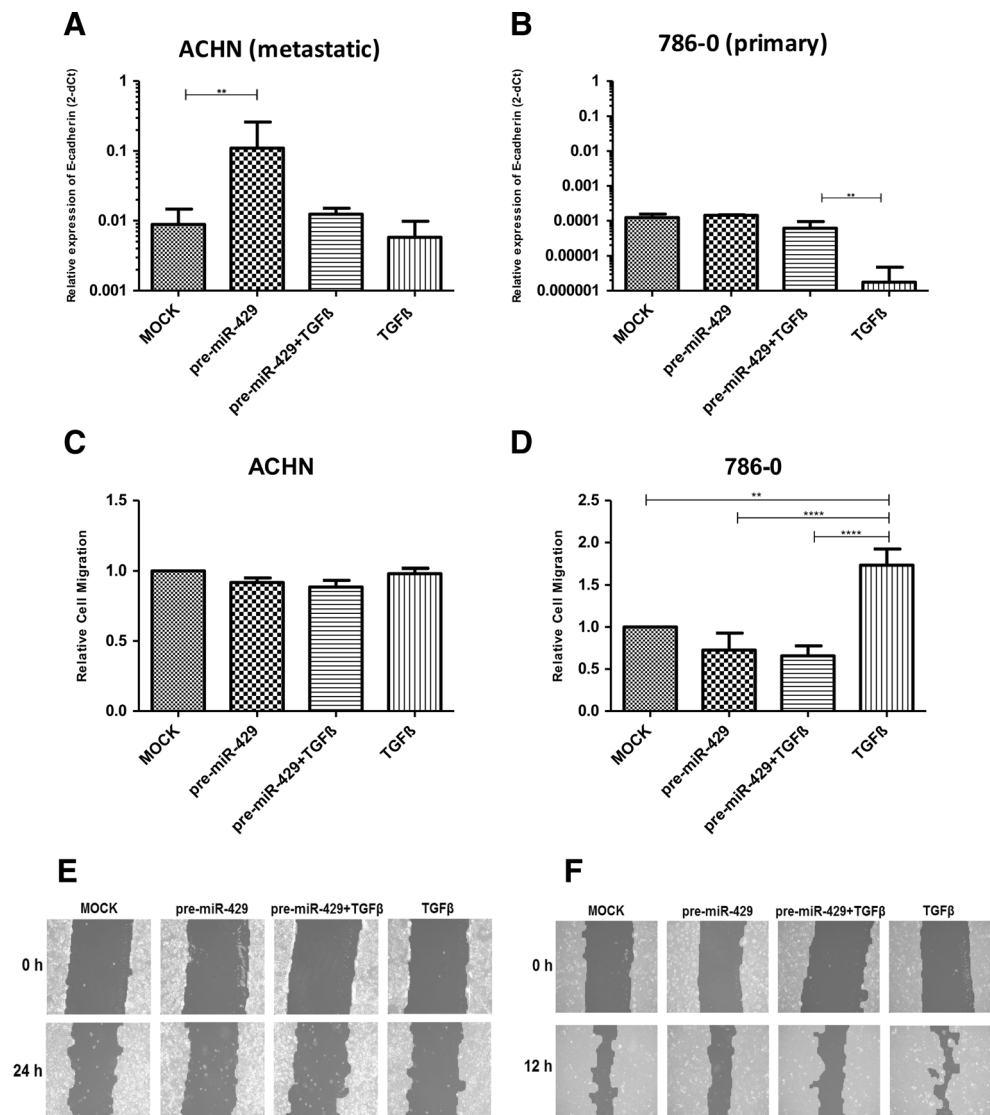 A
ACHN (metastatic)
Relative expression of E-cadherin (2-dCt)
1
0.1
0.01
0.001
**
MOCK
pre-miR-429
pre-miR-429+TGFß
TGFß
B
786-0 (primary)
Relative expression of E-cadherin (2-dCt)
1
0.1
0.01
0.001
0.0001
0.00001
0.000001
**
MOCK
pre-miR-429
pre-miR-429+TGFß
TGFß
C
ACHN
Relative Cell Migration
1.5
1.0
0.5
0.0
MOCK
pre-miR-429
pre-miR-429+TGFß
TGFß
D
786-0
Relative Cell Migration
2.5
2.0
1.5
1.0
0.5
0.0
**
****
****
MOCK
pre-miR-429
pre-miR-429+TGFß
TGFß
E
MOCK pre-miR-429 pre-miR-429+TGFβ TGFβ
0 h
24 h
F
MOCK pre-miR-429 pre-miR-429+TGFβ TGFβ
0 h
12 h